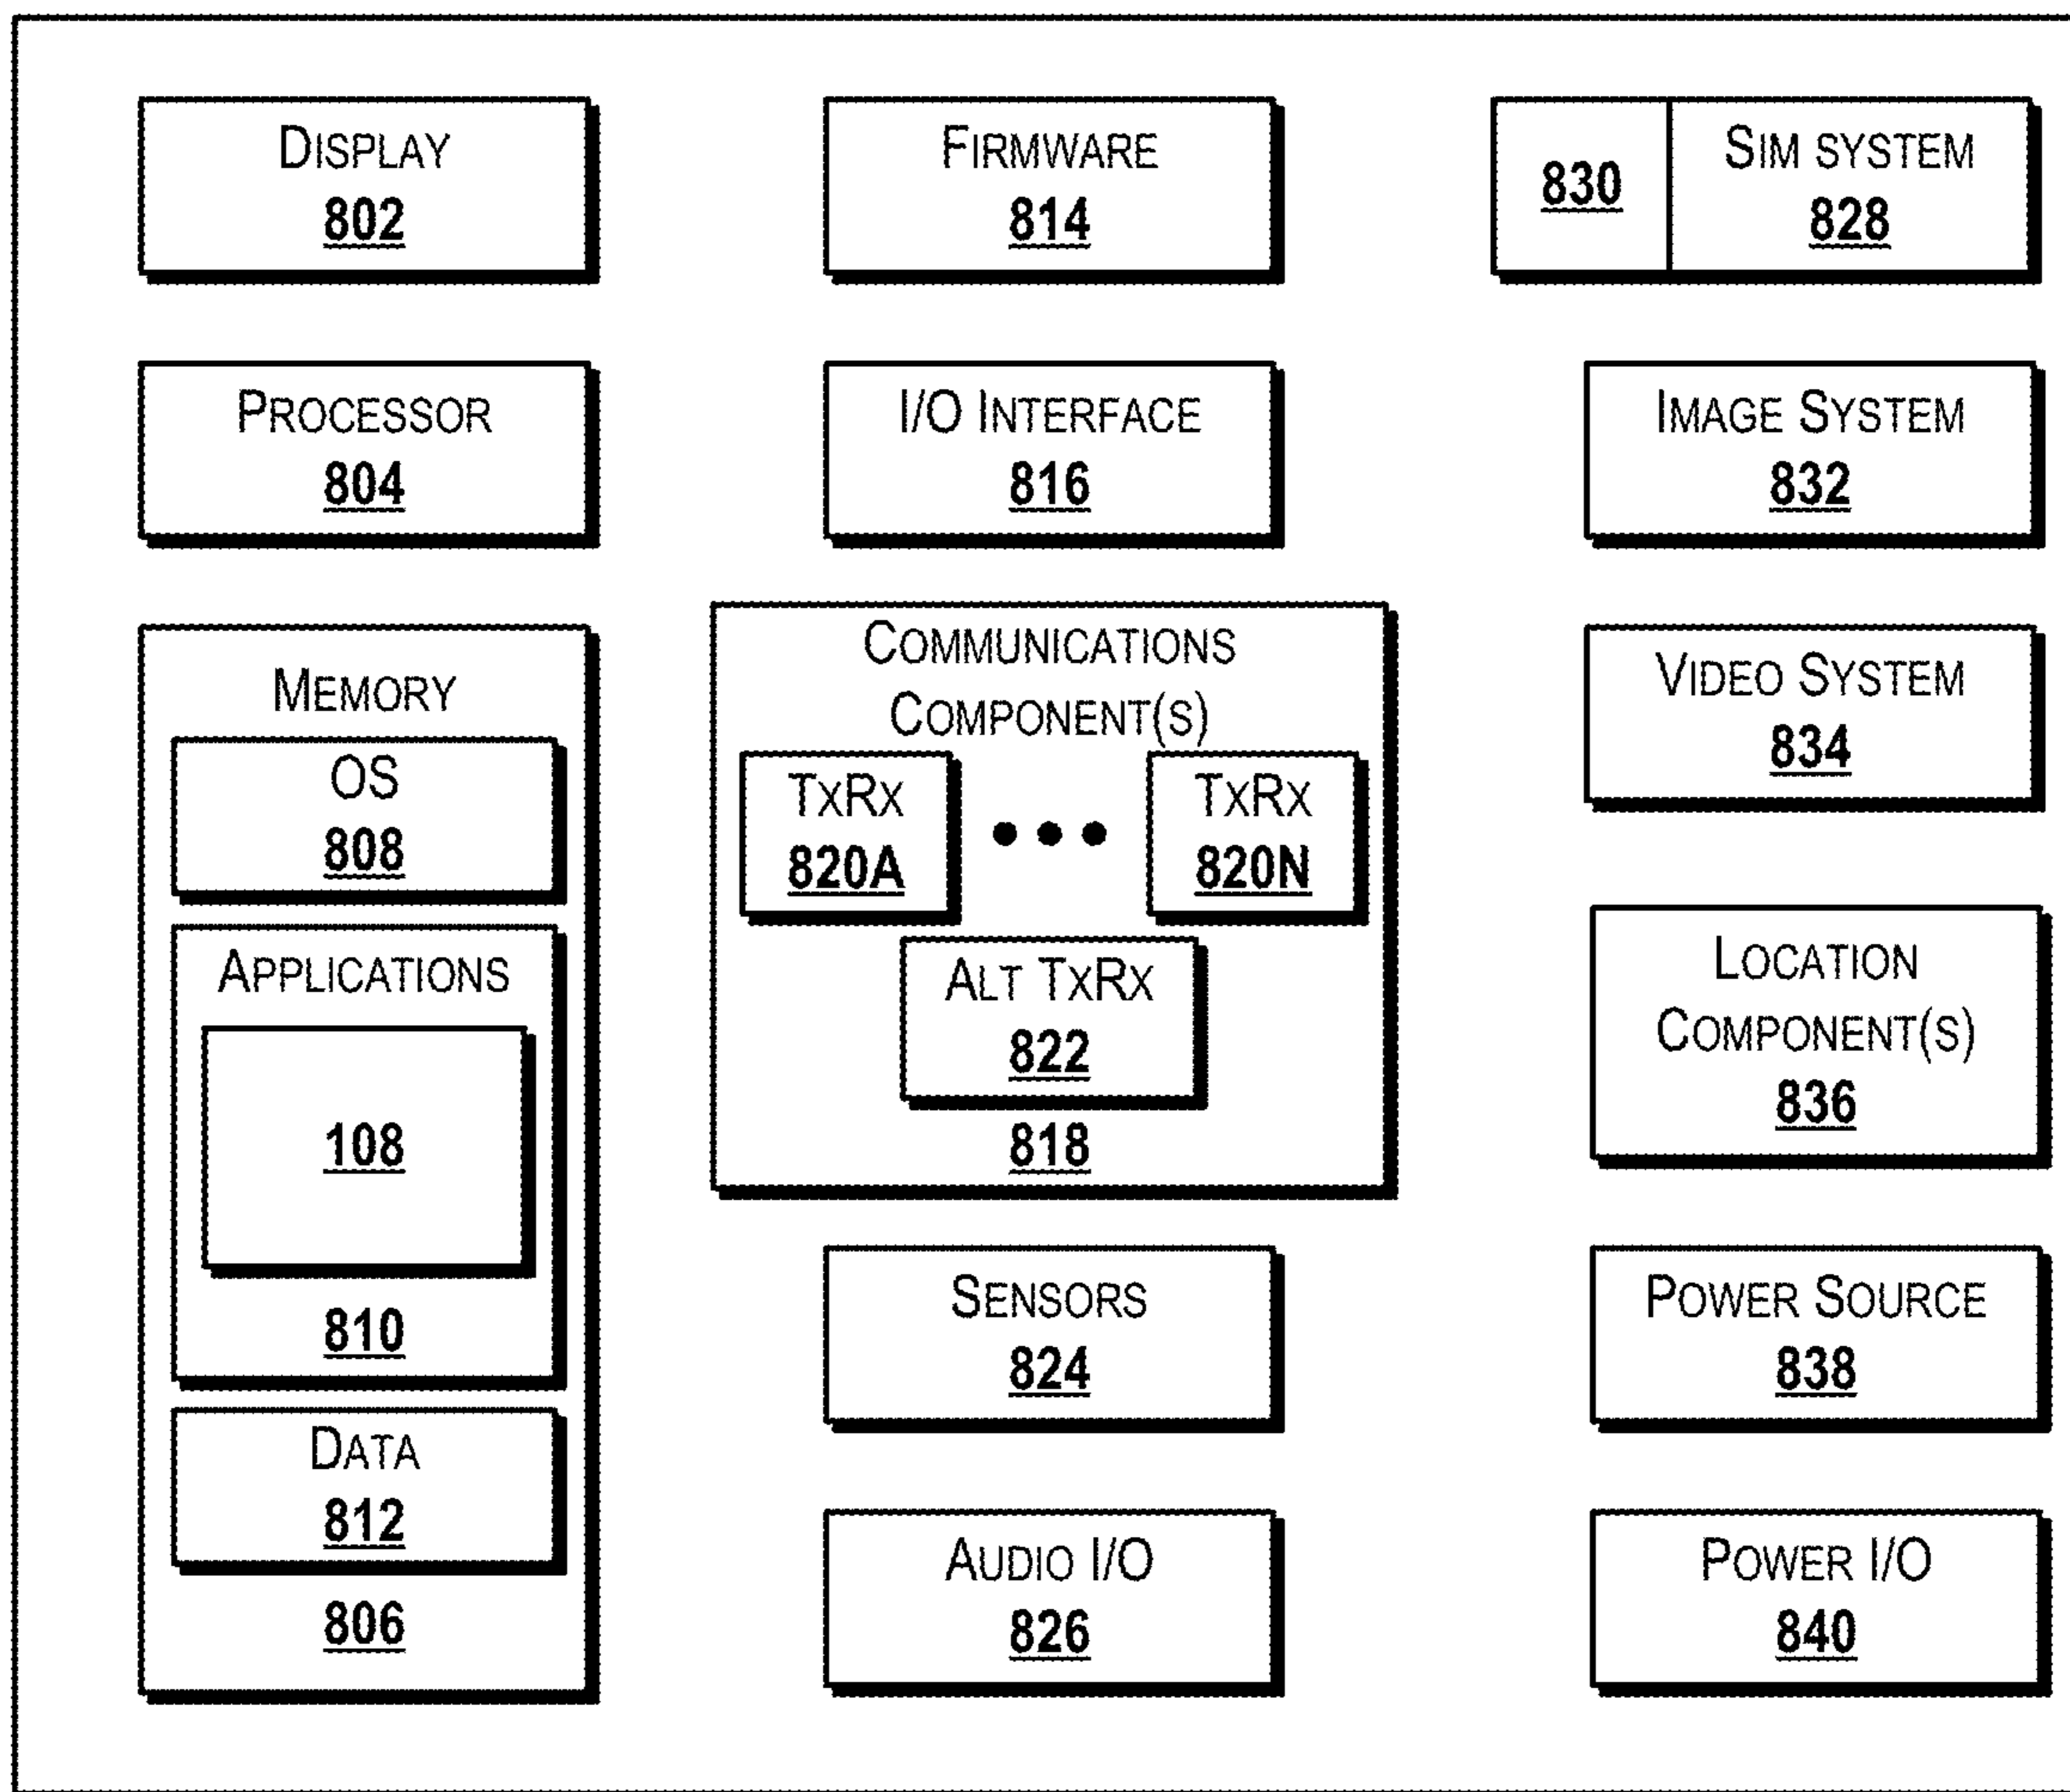 DISPLAY
802
PROCESSOR
804
MEMORY
OS
808
APPLICATIONS
108
810
DATA
812
806
FIRMWARE
814
I/O INTERFACE
816
COMMUNICATIONS
COMPONENT(S)
TXRX
820A
•••
TXRX
820N
ALT TXRX
822
818
SENSORS
824
AUDIO I/O
826
830
SIM SYSTEM
828
IMAGE SYSTEM
832
VIDEO SYSTEM
834
LOCATION
COMPONENT(S)
836
POWER SOURCE
838
POWER I/O
840